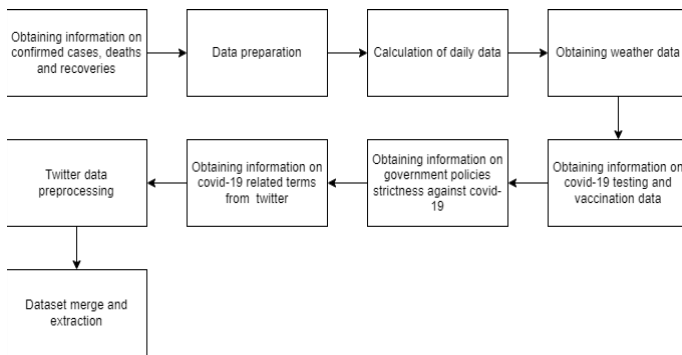 Obtaining information on
confirmed cases, deaths
and recoveries
Data preparation
Calculation of daily data
Obtaining weather data
Obtaining information on
covid-19 testing and
vaccination data
Obtaining information on
government policies
strictness against covid-
19
Obtaining information on
covid-19 related terms
from twitter
Twitter data
preprocessing
Dataset merge and
extraction